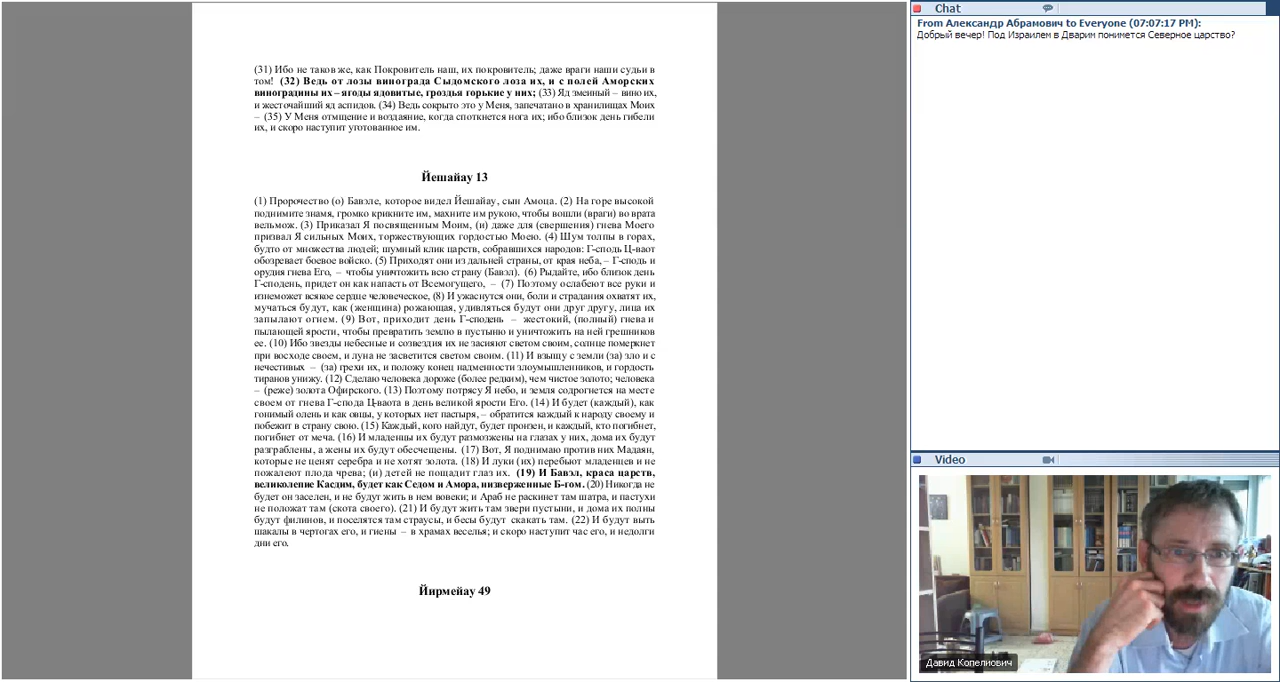 (31) Ибо не таков же, как Покровитель наш, их покровитель; даже враги наши судьи в
том! (32) Ведь от лозы винограда Сыдомского лоза их, и с полей Аморских
виноградины их – ягоды ядовитые, гроздья горькие у них; (33) Яд змеиный – вино их,
и жесточайший яд аспидов. (34) Ведь сокрыто это у Меня, запечатано в хранилищах Моих
– (35) У Меня отмщение и воздаяние, когда споткнется нога их; ибо близок день гибели
их, и скоро наступит уготованное им.
Йешайау 13
(1) Пророчество (о) Бавэле, которое видел Йешайау, сын Амоца. (2) На горе высокой
поднимите знамя, громко крикните им, махните им рукою, чтобы вошли (враги) во врата
вельмож. (3) Приказал Я посвященным Моим, (и) даже для (свершения) гнева Моего
призвал Я сильных Моих, торжествующих гордостью Моею. (4) Шум толпы в горах,
будто от множества людей; шумный клик царств, собравшихся народов: Г-сподь Ц-ваот
обозревает боевое войско. (5) Приходят они из дальней страны, от края неба, – Г-сподь и
орудия гнева Его, – чтобы уничтожить всю страну (Бавэл). (6) Рыдайте, ибо близок день
Г-сподень, придет он как напасть от Всемогущего, – (7) Поэтому ослабеют все руки и
изнеможет всякое сердце человеческое, (8) И ужаснутся они, боли и страдания охватят их,
мучаться будут, как (женщина) рожающая, удивляться будут они друг другу, лица их
запылают огнем. (9) Вот, приходит день Г-сподень – жестокий, (полный) гнева и
пылающей ярости, чтобы превратить землю в пустыню и уничтожить на ней грешников
ее. (10) Ибо звезды небесные и созвездия их не засияют светом своим, солнце померкнет
при восходе своем, и луна не засветится светом своим. (11) И взыщу с земли (за) зло и с
нечестивых – (за) грехи их, и положу конец надменности злоумышленников, и гордость
тиранов унижу. (12) Сделаю человека дороже (более редким), чем чистое золото; человека
– (реже) золота Офирского. (13) Поэтому потрясу Я небо, и земля содрогнется на месте
своем от гнева Г-спода Ц-ваота в день великой ярости Его. (14) И будет (каждый), как
гонимый олень и как овцы, у которых нет пастыря, – обратится каждый к народу своему и
побежит в страну свою. (15) Каждый, кого найдут, будет пронзен, и каждый, кто погибнет,
погибнет от меча. (16) И младенцы их будут размозжены на глазах у них, дома их будут
разграблены, а жены их будут обесчещены. (17) Вот, Я поднимаю против них Мадаян,
которые не ценят серебра и не хотят золота. (18) И луки (их) перебьют младенцев и не
пожалеют плода чрева; (и) детей не пощадит глаз их. (19) И Бавэл, краса царств,
великолепие Касдим, будет как Седом и Амора, низверженные Б-гом. (20) Никогда не
будет он заселен, и не будут жить в нем вовеки; и Араб не раскинет там шатра, и пастухи
не положат там (скота своего). (21) И будут жить там звери пустыни, и дома их полны
будут филинов, и поселятся там страусы, и бесы будут скакать там. (22) И будут выть
шакалы в чертогах его, и гиены – в храмах веселья; и скоро наступит час его, и недолги
дни его.
Йирмейау 49
Chat
From Александр Абрамович to Everyone (07:07:17 PM):
Добрый вечер! Под Израилем в Дварим понимется Северное царство?
Video
Давид Копелиович